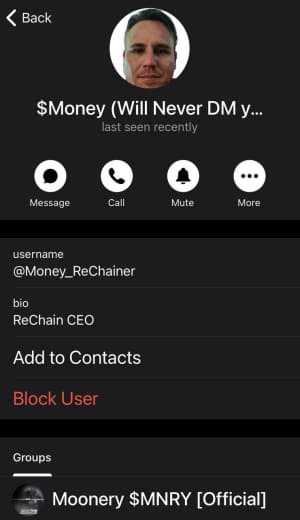 Back
$Money (Will Never DM y...
last seen recently
Message Call Mute More
username
@Money_ReChainer
bio
ReChain CEO
Add to Contacts
Block User
Groups
Moonery $MNRY [Official]